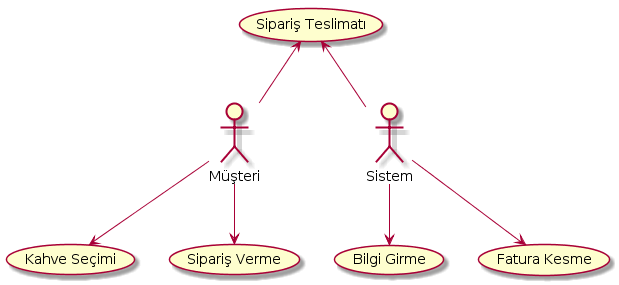 Sipariş Teslimatı
Müşteri
Sistem
Kahve Seçimi
Sipariş Verme
Bilgi Girme
Fatura Kesme